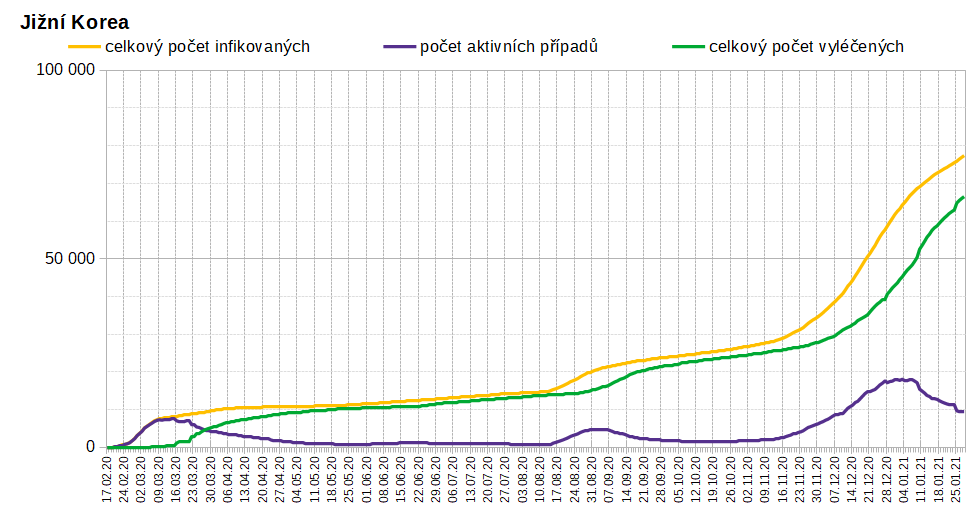 Jižní Korea
celkový počet infikovaných počet aktivních případů celkový počet vyléčených
100 000
50 000
0
17.02.20 24.02.20 02.03.20 09.03.20 16.03.20 23.03.20 30.03.20 06.04.20 13.04.20 20.04.20 27.04.20 04.05.20 11.05.20 18.05.20 25.05.20 01.06.20 08.06.20 15.06.20 22.06.20 29.06.20 06.07.20 13.07.20 20.07.20 27.07.20 03.08.20 10.08.20 17.08.20 24.08.20 31.08.20 07.09.20 14.09.20 21.09.20 28.09.20 05.10.20 12.10.20 19.10.20 26.10.20 02.11.20 09.11.20 16.11.20 23.11.20 30.11.20 07.12.20 14.12.20 21.12.20 28.12.20 04.01.21 11.01.21 18.01.21 25.01.21